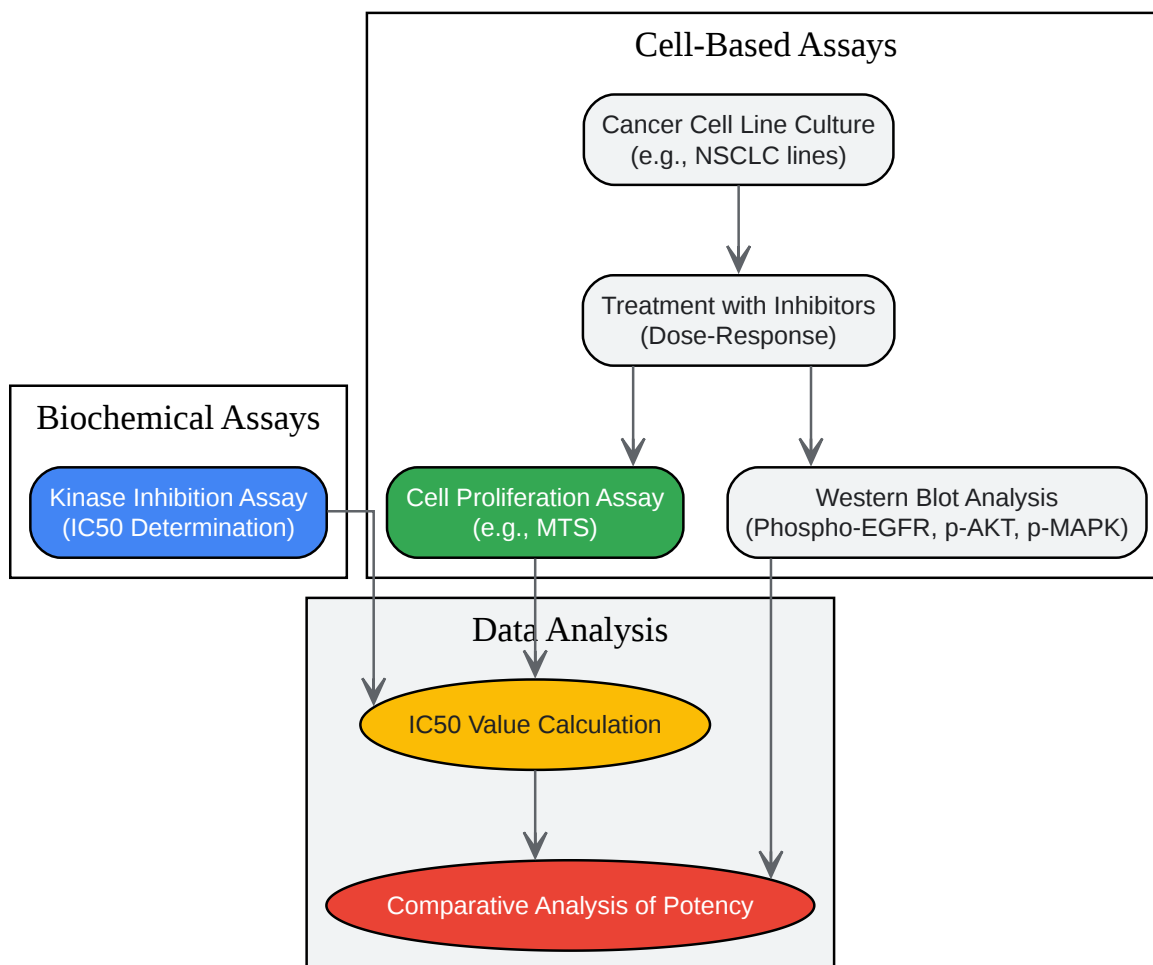 Cell-Based Assays
Cancer Cell Line Culture
(e.g., NSCLC lines)
Treatment with Inhibitors
(Dose-Response)
Biochemical Assays
Kinase Inhibition Assay
(IC50 Determination)
Cell Proliferation Assay
(e.g., MTS)
Western Blot Analysis
(Phospho-EGFR, p-AKT, p-MAPK)
Data Analysis
IC50 Value Calculation
Comparative Analysis of Potency